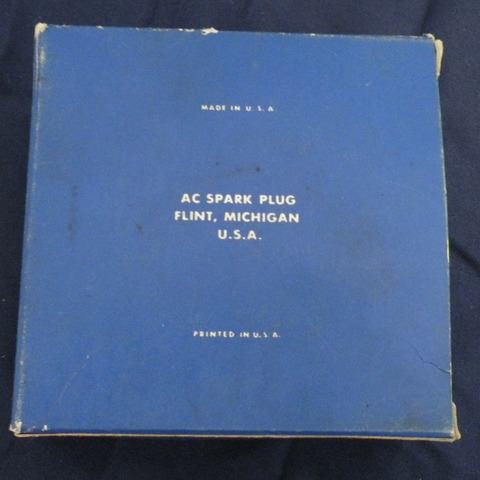 MADE IN U.S.A.
AC SPARK PLUG
FLINT, MICHIGAN
U.S.A.
PRINTED IN U.S.A.